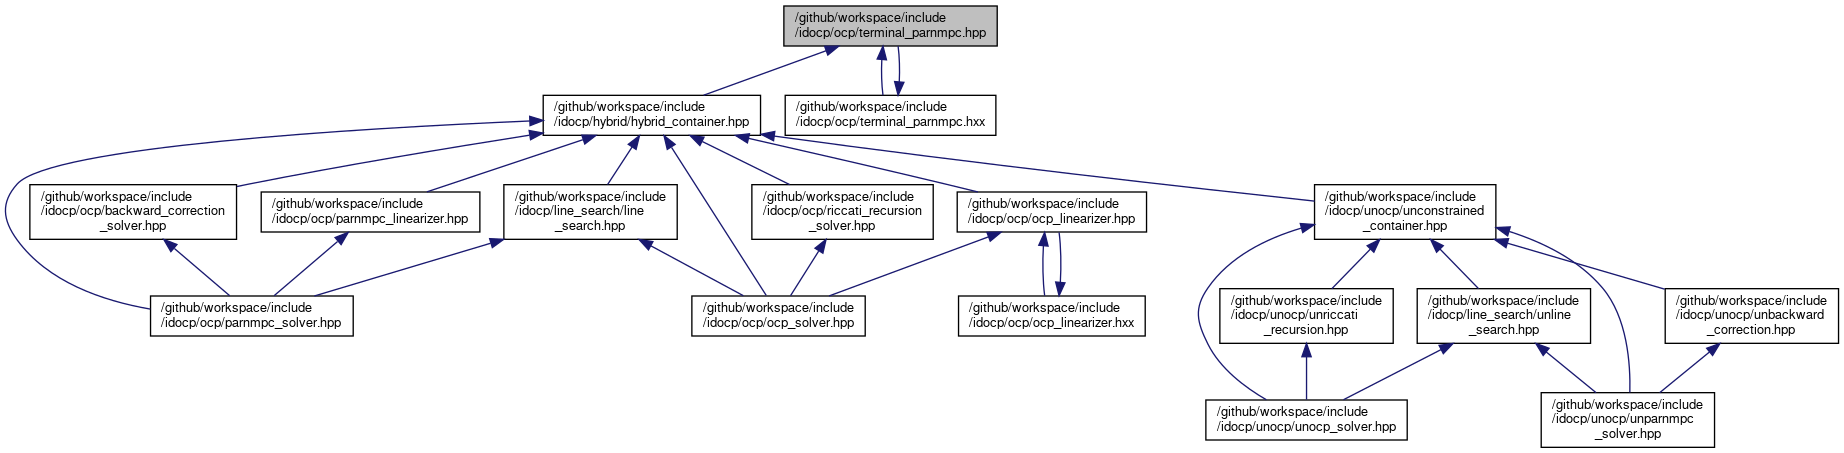 /github/workspace/include
/idocp/ocp/terminal_parnmpc.hpp
/github/workspace/include
/idocp/hybrid/hybrid_container.hpp
/github/workspace/include
/idocp/ocp/terminal_parnmpc.hxx
/github/workspace/include
/idocp/ocp/backward_correction
_solver.hpp
/github/workspace/include
/idocp/ocp/parnmpc_linearizer.hpp
/github/workspace/include
/idocp/line_search/line
_search.hpp
/github/workspace/include
/idocp/ocp/riccati_recursion
_solver.hpp
/github/workspace/include
/idocp/ocp/ocp_linearizer.hpp
/github/workspace/include
/idocp/unocp/unconstrained
_container.hpp
/github/workspace/include
/idocp/ocp/parnmpc_solver.hpp
/github/workspace/include
/idocp/ocp/ocp_solver.hpp
/github/workspace/include
/idocp/ocp/ocp_linearizer.hxx
/github/workspace/include
/idocp/unocp/unriccati
_recursion.hpp
/github/workspace/include
/idocp/line_search/unline
_search.hpp
/github/workspace/include
/idocp/unocp/unbackward
_correction.hpp
/github/workspace/include
/idocp/unocp/unocp_solver.hpp
/github/workspace/include
/idocp/unocp/unparnmpc
_solver.hpp